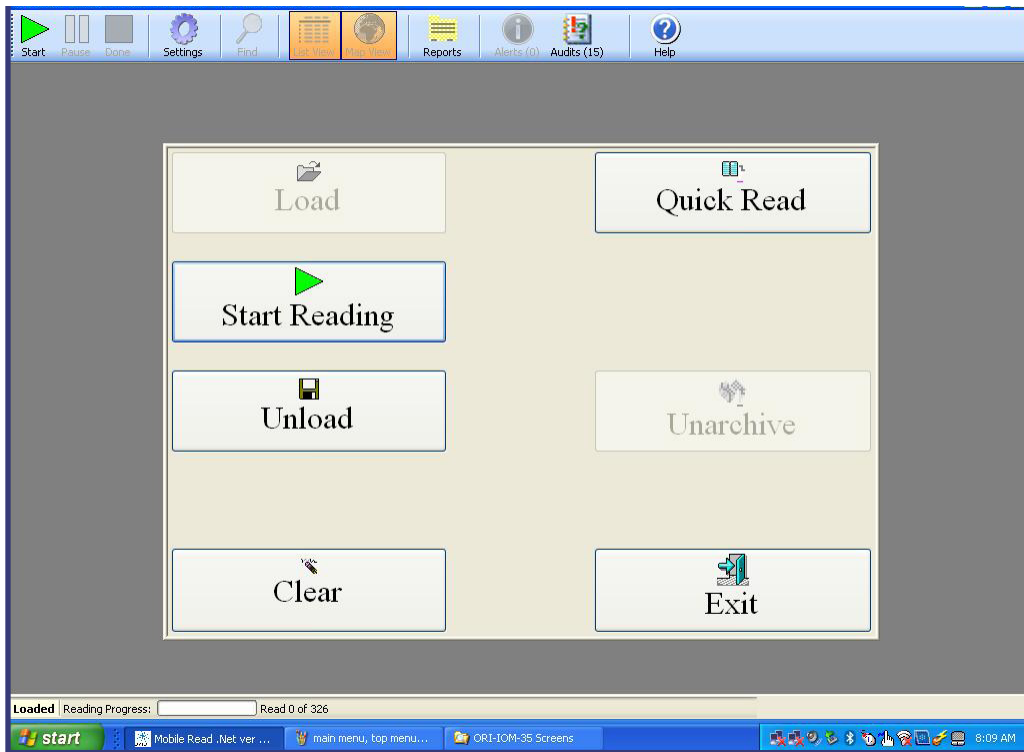 Start Pause Done Settings Find List View Map View Reports Alerts (0) Audits (15) Help
Load
Quick Read
Start Reading
Unload
Unarchive
Clear
Exit
Loaded Reading Progress: Read 0 of 326
start Mobile Read .Net ver ... main menu, top menu... ORI-IOM-35 Screens 8:09 AM